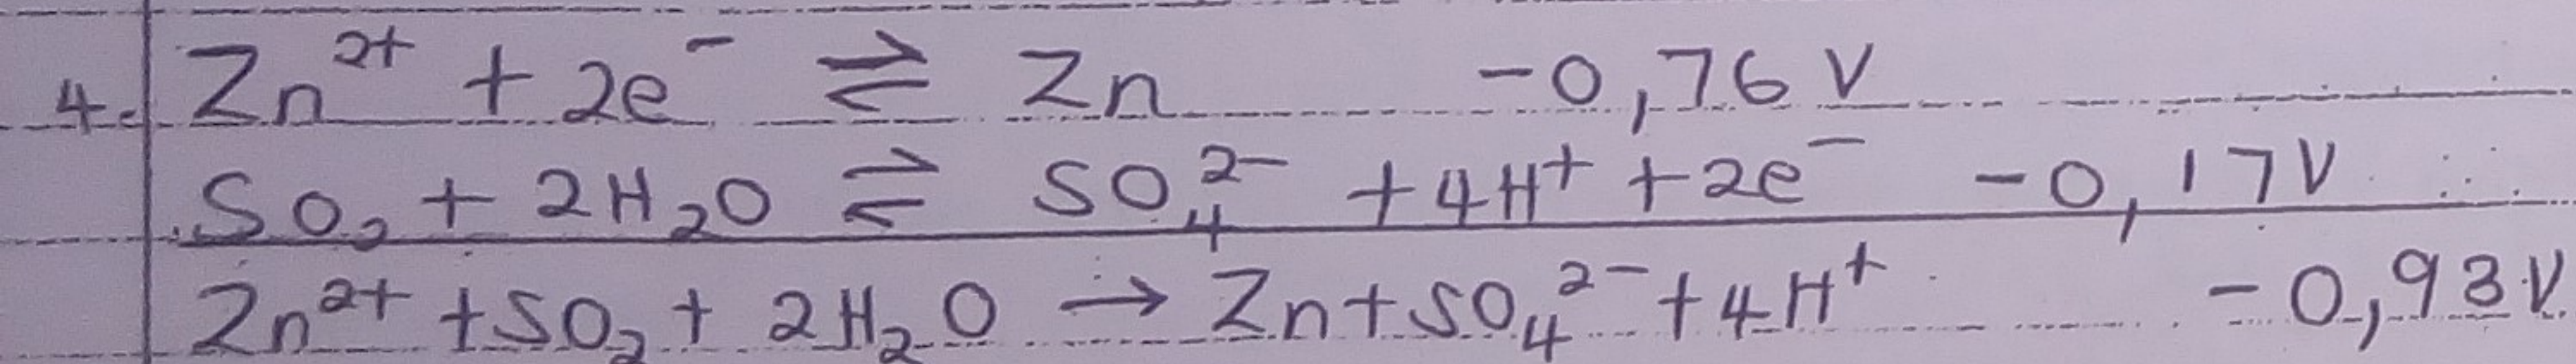 4. Zn²⁺ + 2e⁻ ⇌ Zn -0,76 V
SO₂ + 2H₂O ⇌ SO₄²⁻ + 4H⁺ + 2e⁻ -0,17V
Zn²⁺ + SO₂ + 2H₂O → Zn + SO₄²⁻ + 4H⁺ -0,93V